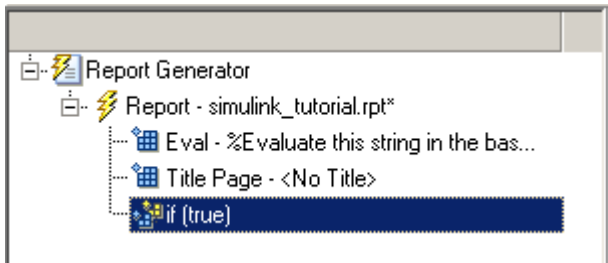 Report Generator
Report - simulink_tutorial.rpt*
Eval - %Evaluate this string in the bas...
Title Page - <No Title>
if (true)